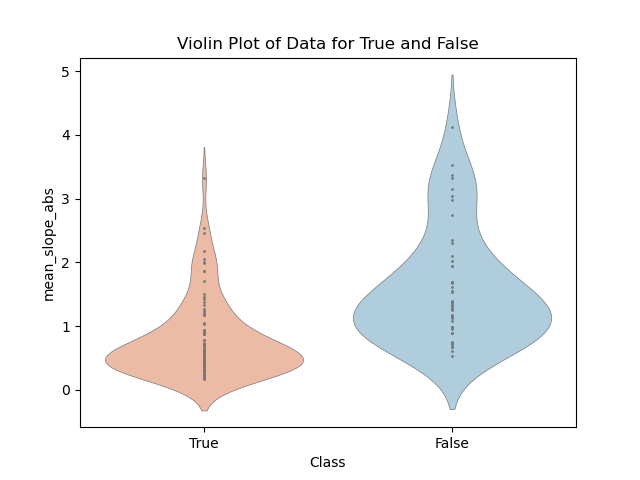 Violin Plot of Data for True and False
mean_slope_abs
5
4
3
2
1
0
True
False
Class